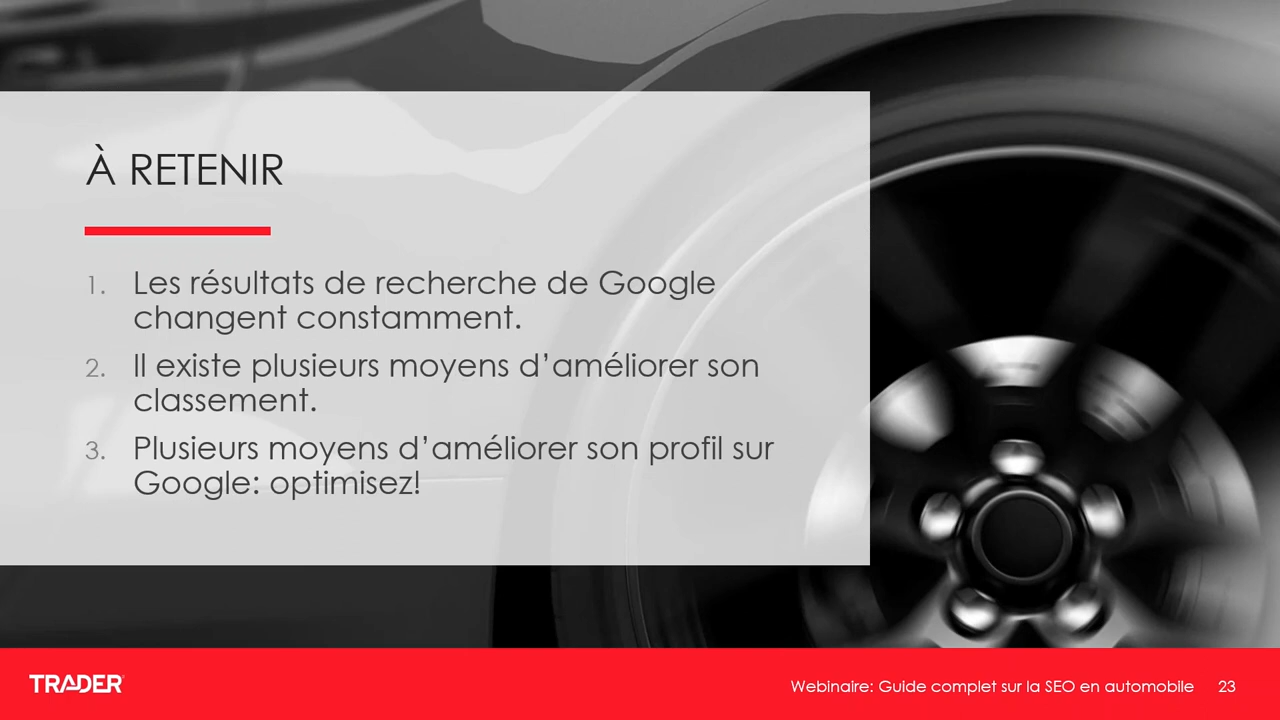 À RETENIR
1. Les résultats de recherche de Google
changent constamment.
2. Il existe plusieurs moyens d’améliorer son
classement.
3. Plusieurs moyens d’améliorer son profil sur
Google: optimisez!
TRADER
Webinaire: Guide complet sur la SEO en automobile 23